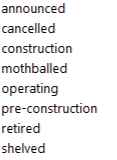 announced
cancelled
construction
mothballed
operating
pre-construction
retired
shelved